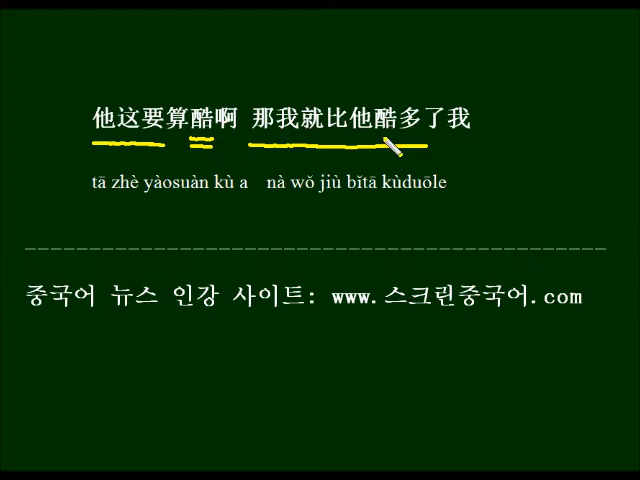 他这要算酷啊 那我就比他酷多了我
tā zhè yàosuàn kù a nà wǒ jiù bǐtā kùduōle
중국어 뉴스 인강 사이트: www.스크린중국어.com